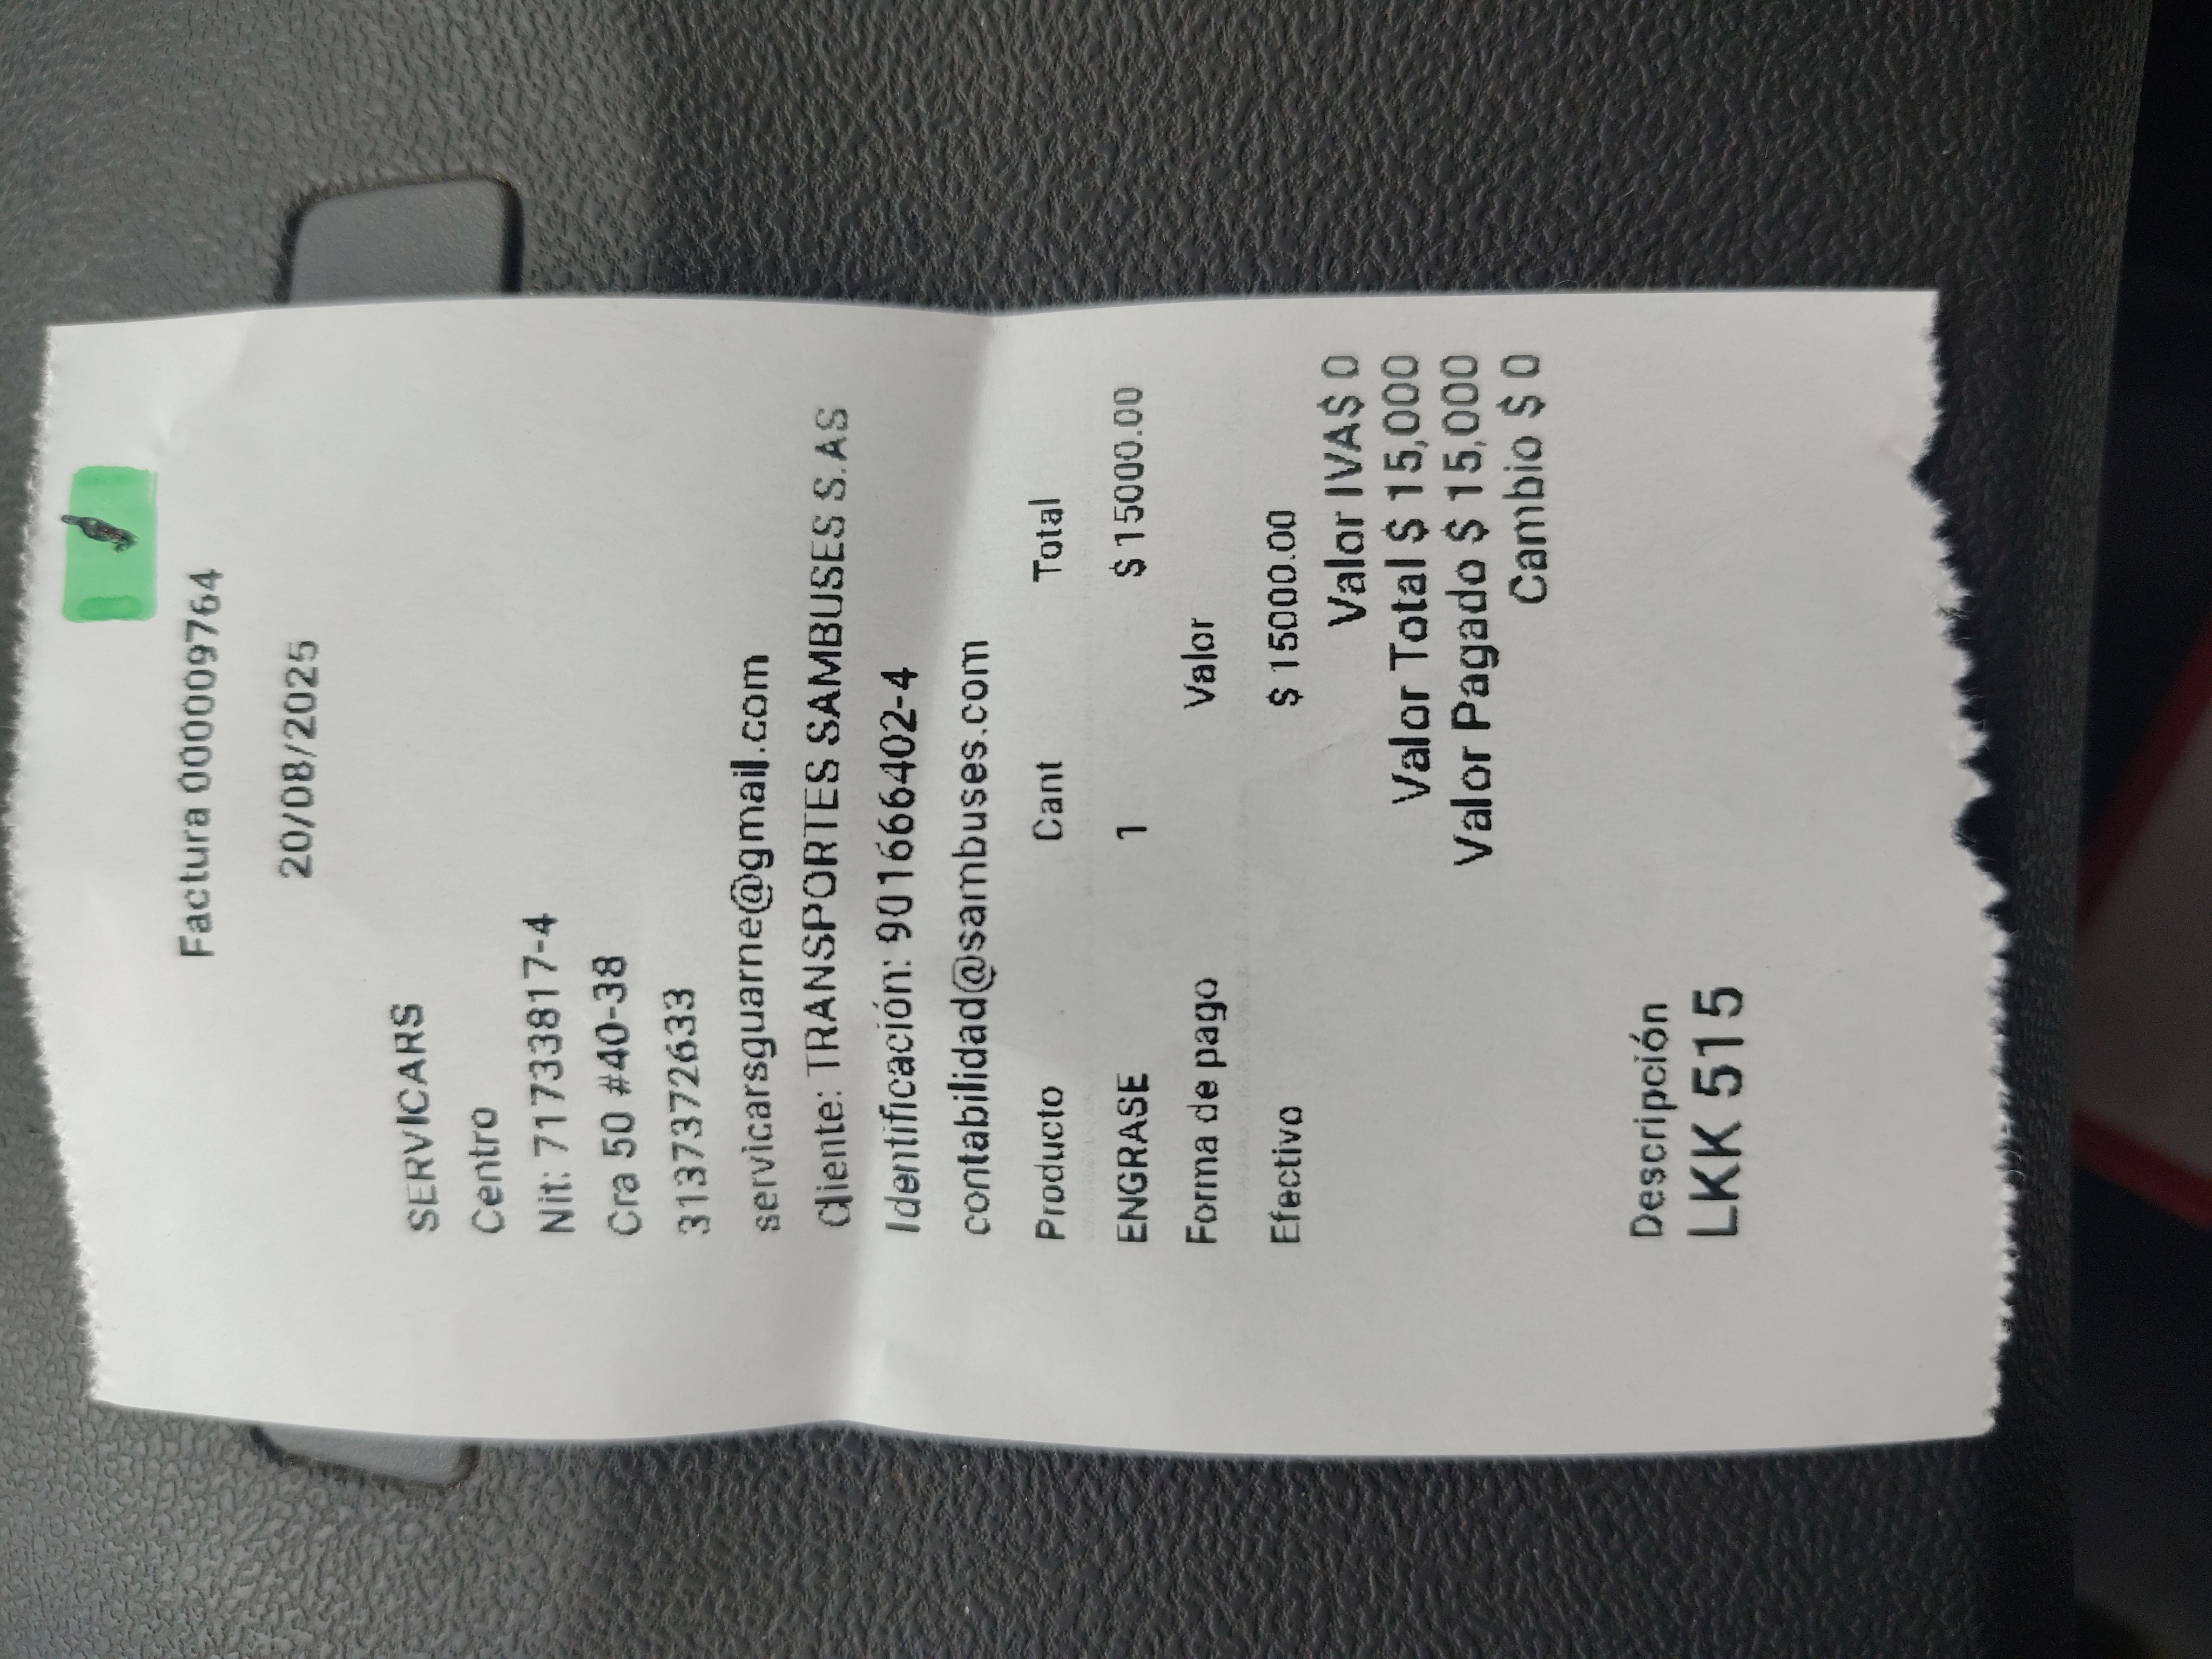 Factura 0000009764
20/08/2025
SERVICARS
Centro
Nit: 71733817-4
Cra 50 #40-38
3137372633
servicarsguarne@gmail.com
Cliente: TRANSPORTES SAMBUSES S.AS
Identificación: 901666402-4
contabilidad@sambuses.com
Producto Cant Total
ENGRASE 1 $ 15000.00
Forma de pago Valor
Efectivo $ 15000.00
Valor IVA$ 0
Valor Total $ 15,000
Valor Pagado $ 15,000
Cambio $ 0
Descripción
LKK 515